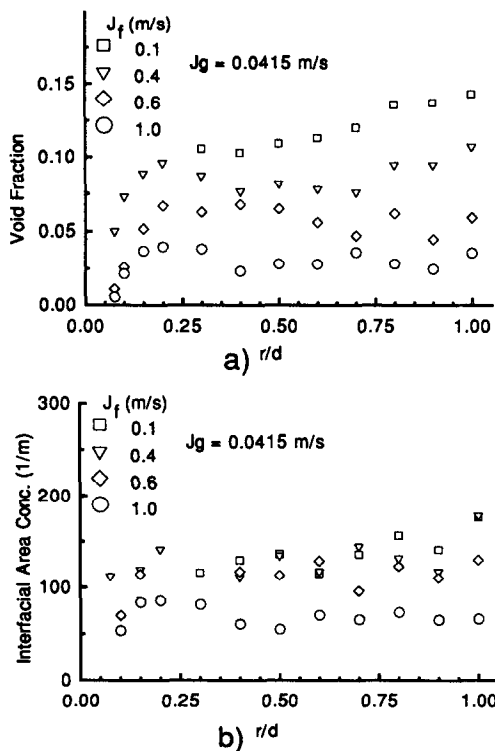 J_f (m/s)
□ 0.1
▽ 0.4
◇ 0.6
○ 1.0
Jg = 0.0415 m/s
Void Fraction
0.15
0.10
0.05
0.00
0.00 0.25 0.50 0.75 1.00
a) r/d
J_f (m/s)
□ 0.1
▽ 0.4
◇ 0.6
○ 1.0
Jg = 0.0415 m/s
Interfacial Area Conc. (1/m)
300
200
100
0
0.00 0.25 0.50 0.75 1.00
b) r/d